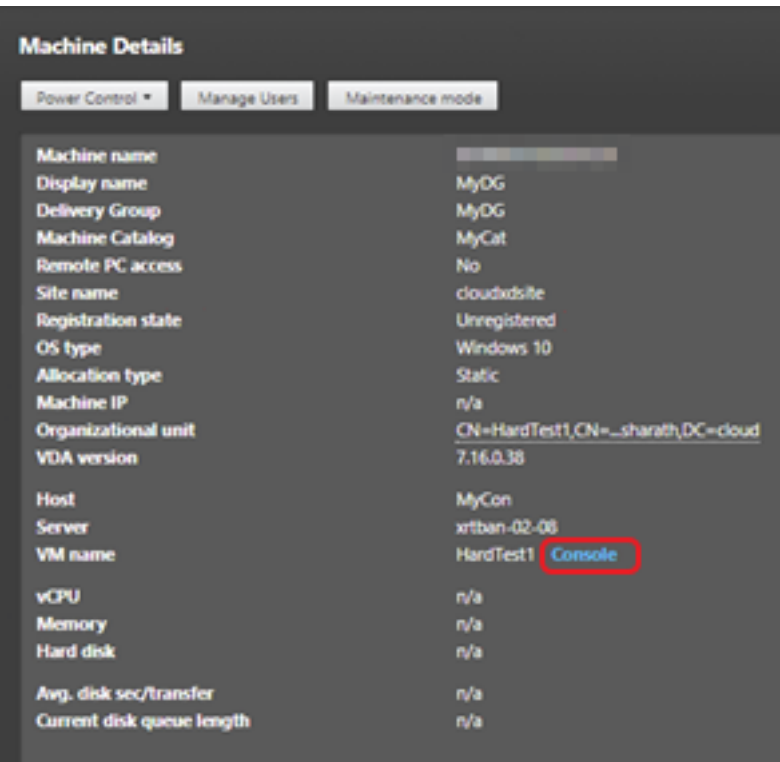 Machine Details
Power Control Manage Users Maintenance mode
Machine name
Display name MyDG
Delivery Group MyDG
Machine Catalog MyCat
Remote PC access No
Site name cloudxdsite
Registration state Unregistered
OS type Windows 10
Allocation type Static
Machine IP n/a
Organizational unit CN=HardTest1,CN=...sharath,DC=cloud
VDA version 7.16.0.38
Host MyCon
Server xrtban-02-08
VM name HardTest1 Console
vCPU n/a
Memory n/a
Hard disk n/a
Avg. disk sec/transfer n/a
Current disk queue length n/a